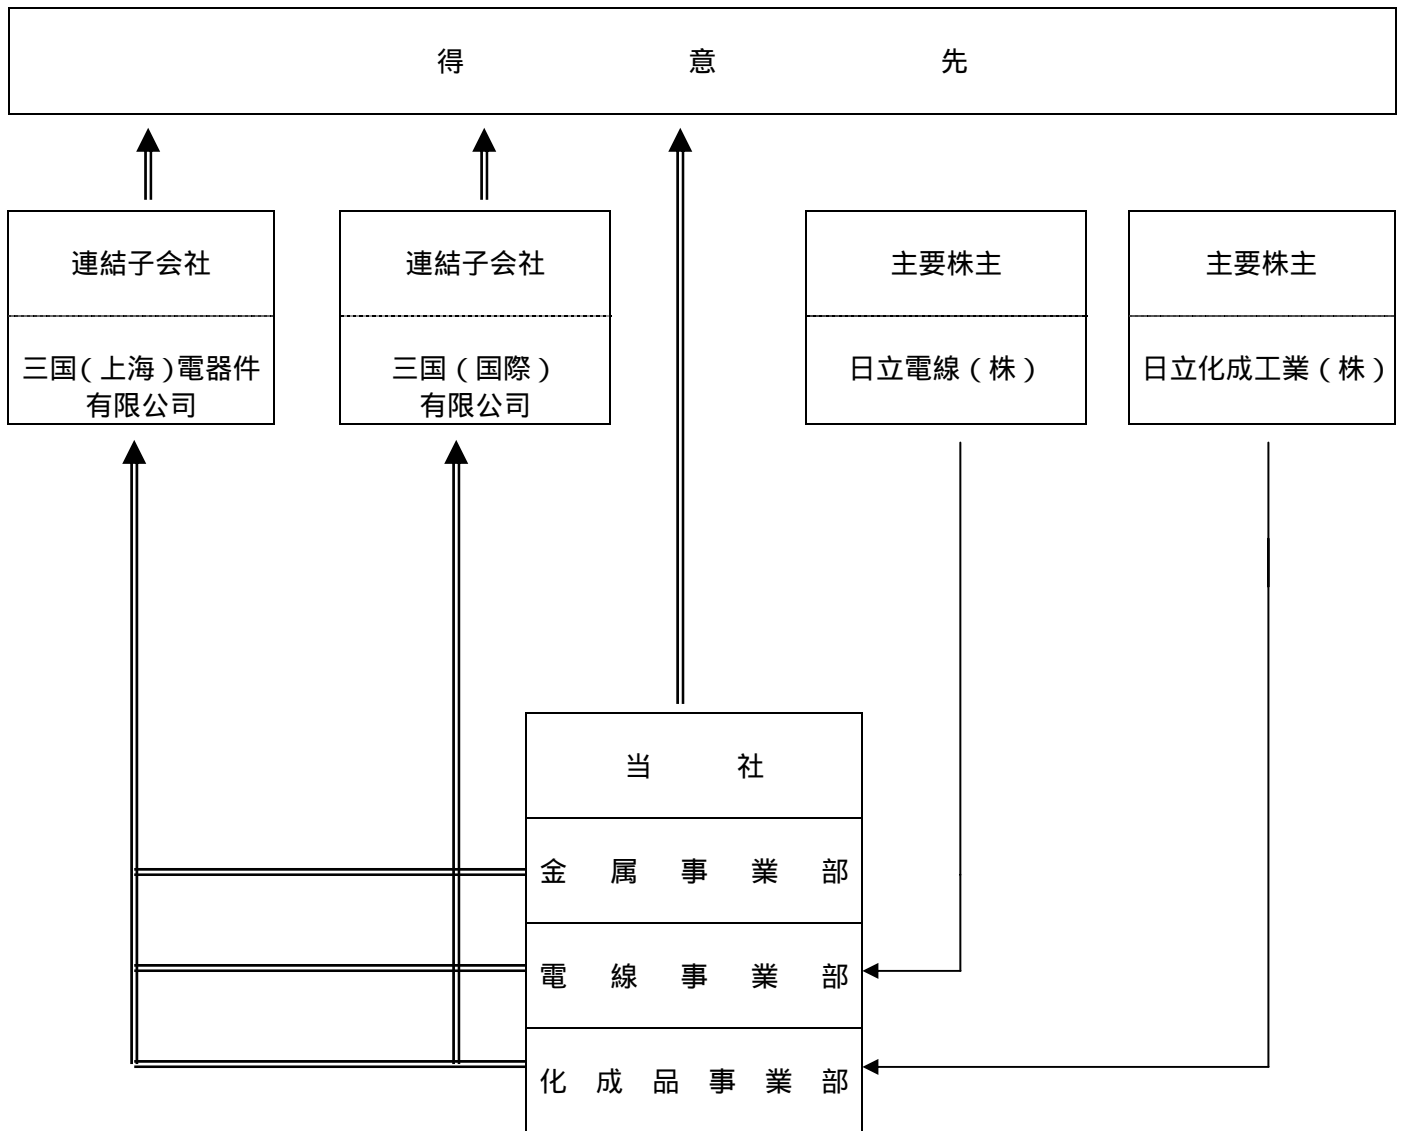 得意先
連結子会社
三国(上海)電器件
有限公司
連結子会社
三国(国際)
有限公司
主要株主
日立電線(株)
主要株主
日立化成工業(株)
当社
金属事業部
電線事業部
化成品事業部